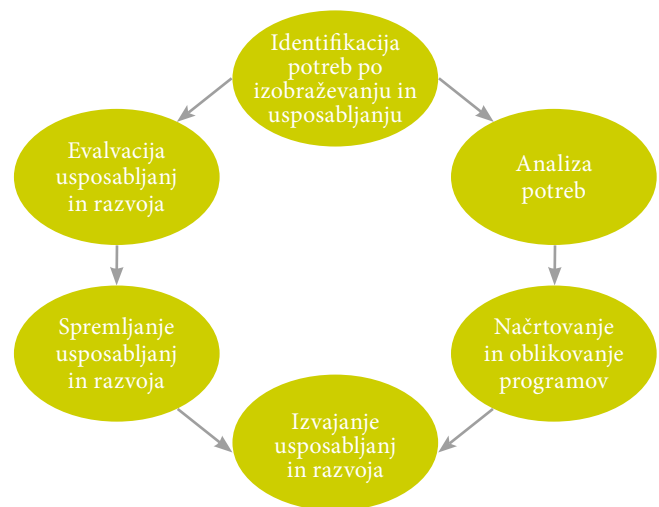 Identifikacija
potreb po
izobraževanju in
usposabljanju
Evalvacija
usposabljanj
in razvoja
Analiza
potreb
Spremljanje
usposabljanj
in razvoja
Načrtovanje
in oblikovanje
programov
Izvajanje
usposabljanj
in razvoja